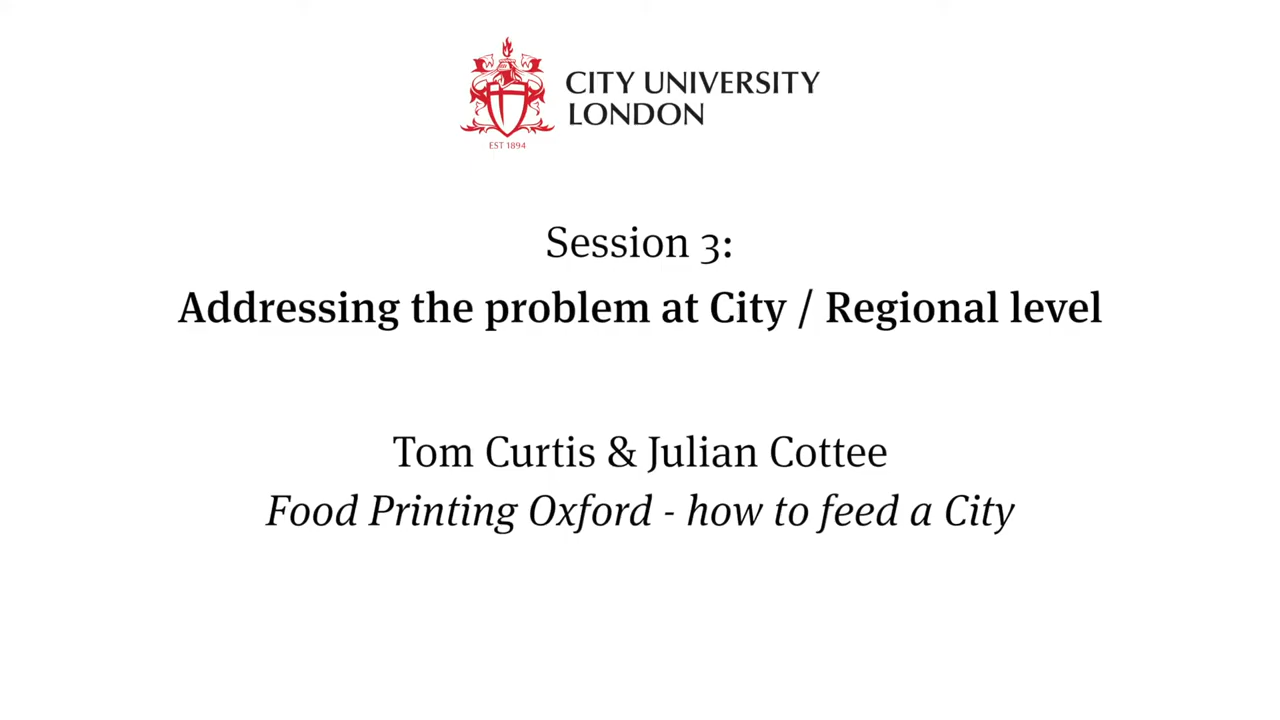 CITY UNIVERSITY
LONDON
EST 1894
Session 3:
Addressing the problem at City / Regional level
Tom Curtis & Julian Cottee
Food Printing Oxford - how to feed a City